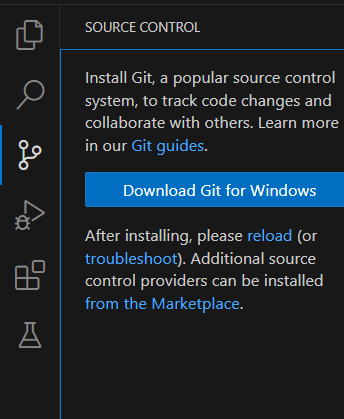 SOURCE CONTROL
Install Git, a popular source control
system, to track code changes and
collaborate with others. Learn more
in our Git guides.
Download Git for Windows
After installing, please reload (or
troubleshoot). Additional source
control providers can be installed
from the Marketplace.